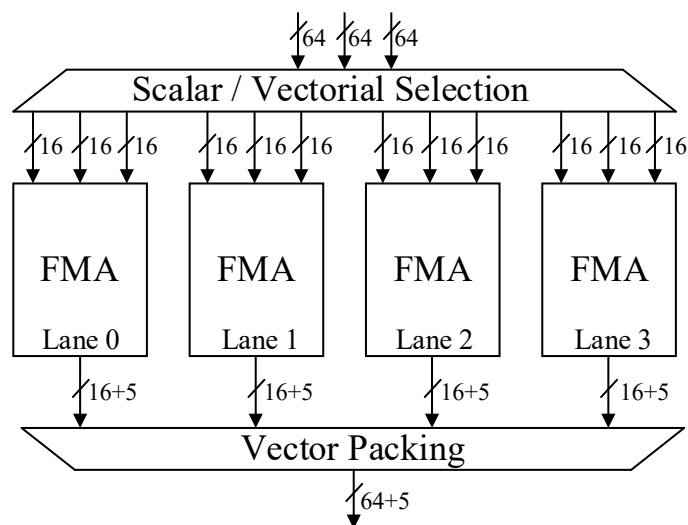 64 64 64
Scalar / Vectorial Selection
16 16 16 16 16 16 16 16 16 16 16 16
FMA FMA FMA FMA
Lane 0 Lane 1 Lane 2 Lane 3
16+5 16+5 16+5 16+5
Vector Packing
64+5